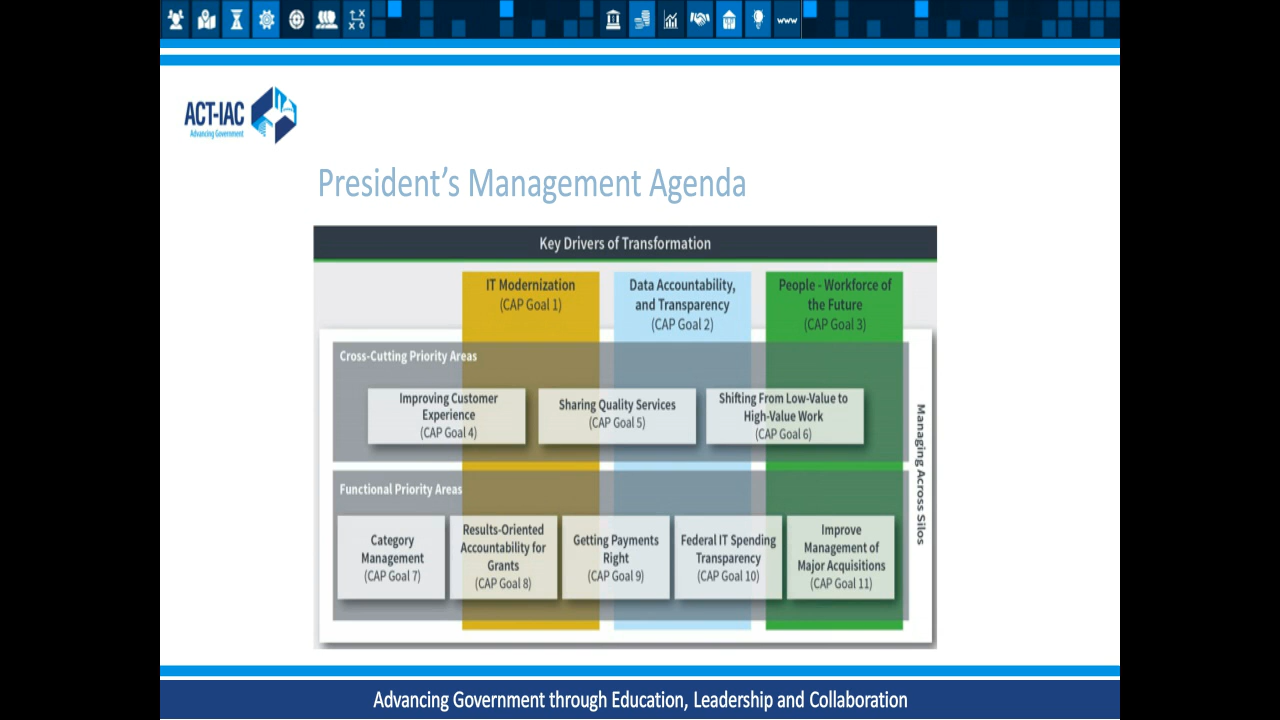 www
ACT-IAC
Advancing Government
President's Management Agenda
Key Drivers of Transformation
IT Modernization
(CAP Goal 1)
Data Accountability,
and Transparency
(CAP Goal 2)
People - Workforce of
the Future
(CAP Goal 3)
Cross-Cutting Priority Areas
Improving Customer
Experience
(CAP Goal 4)
Sharing Quality Services
(CAP Goal 5)
Shifting From Low-Value to
High-Value Work
(CAP Goal 6)
Managing Across Silos
Functional Priority Areas
Category
Management
(CAP Goal 7)
Results-Oriented
Accountability for
Grants
(CAP Goal 8)
Getting Payments
Right
(CAP Goal 9)
Federal IT Spending
Transparency
(CAP Goal 10)
Improve
Management of
Major Acquisitions
(CAP Goal 11)
Advancing Government through Education, Leadership and Collaboration